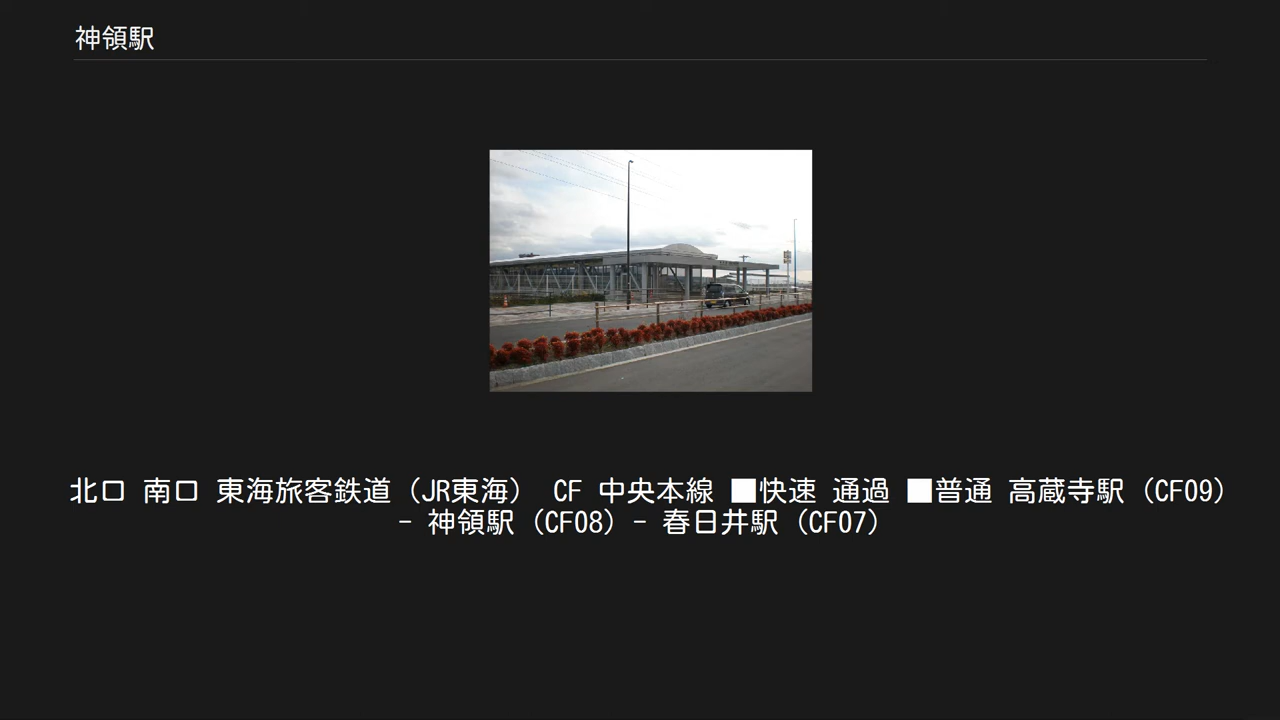 神領駅
北口 南口 東海旅客鉄道（JR東海） CF 中央本線 ■快速 通過 ■普通 高蔵寺駅（CF09）
- 神領駅（CF08）- 春日井駅（CF07）